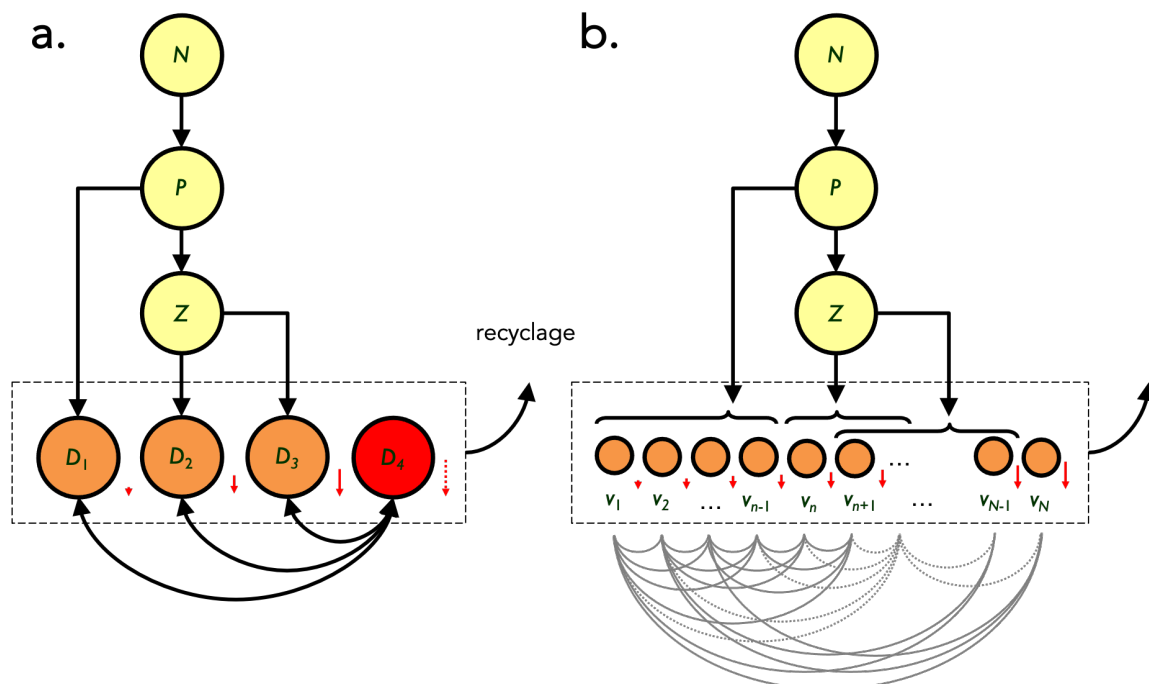 a.
N
P
Z
D1 D2 D3 D4
recyclage
b.
N
P
Z
...
v1 v2 ... vn-1 vn vn+1 ... vN-1 vN